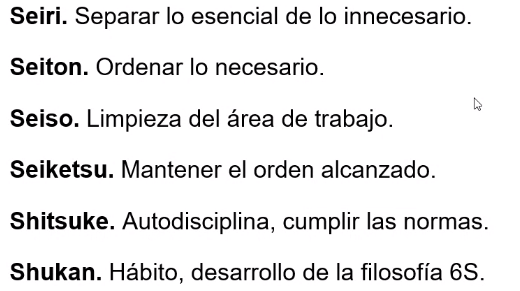 Seiri. Separar lo esencial de lo innecesario.
Seiton. Ordenar lo necesario.
Seiso. Limpieza del área de trabajo.
Seiketsu. Mantener el orden alcanzado.
Shitsuke. Autodisciplina, cumplir las normas.
Shukan. Hábito, desarrollo de la filosofía 6S.